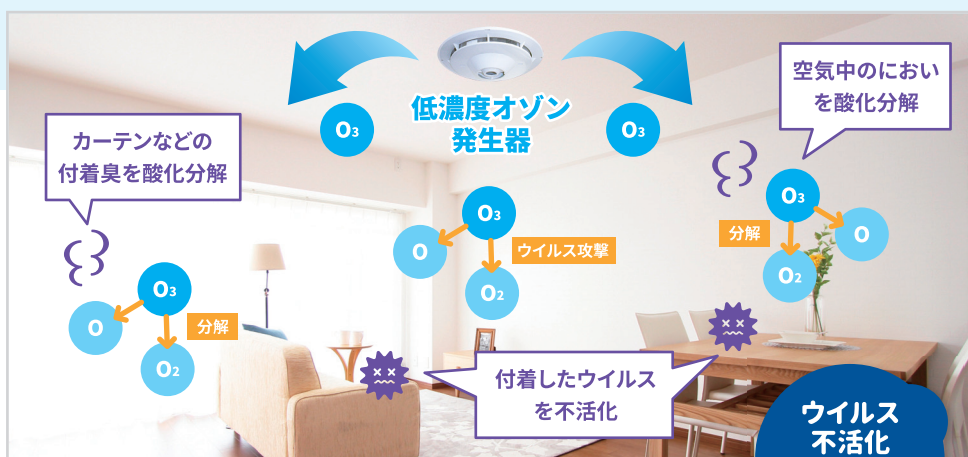 低濃度オゾン
発生器
O3
O3
空気中のにおい
を酸化分解
カーテンなどの
付着臭を酸化分解
O3
O
O2
ウイルス攻撃
O3
O
O2
分解
O3
O
O2
分解
付着したウイルス
を不活化
ウイルス
不活化